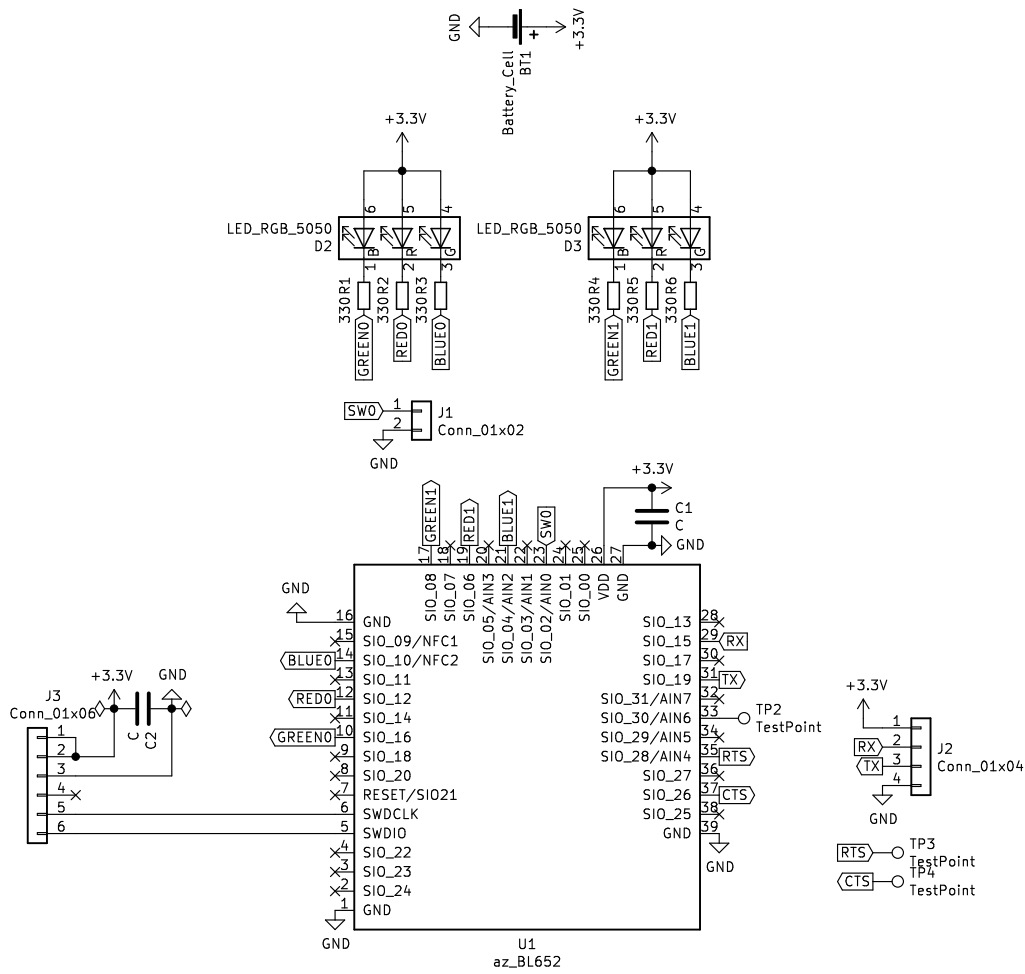 GND
+3.3V
Battery_Cell
BT1
+
+3.3V
+3.3V
LED_RGB_5050
D2
6
5
4
B
R
G
1
2
3
330
R1
330
R2
330
R3
GREEN0
RED0
BLUE0
LED_RGB_5050
D3
6
5
4
B
R
G
1
2
3
330
R4
330
R5
330
R6
GREEN1
RED1
BLUE1
SW0
1
2
J1
Conn_01x02
GND
+3.3V
C1
C
GND
GREEN1
RED1
BLUE1
SW0
17
18
19
20
21
22
23
24
25
26
27
SIO_08
SIO_07
SIO_06
SIO_05/AIN3
SIO_04/AIN2
SIO_03/AIN1
SIO_02/AIN0
SIO_01
SIO_00
VDD
GND
GND
16 GND
15 SIO_09/NFC1
BLUE0 14 SIO_10/NFC2
13 SIO_11
RED0 12 SIO_12
11 SIO_14
GREEN0 10 SIO_16
9 SIO_18
8 SIO_20
7 RESET/SIO21
6 SWDCLK
5 SWDIO
4 SIO_22
3 SIO_23
2 SIO_24
1 GND
GND
SIO_13 28
SIO_15 29 RX
SIO_17 30
SIO_19 31 TX
SIO_31/AIN7 32
SIO_30/AIN6 33
SIO_29/AIN5 34
SIO_28/AIN4 35 RTS
SIO_27 36
SIO_26 37 CTS
SIO_25 38
GND 39
GND
TP2
TestPoint
U1
az_BL652
J3
Conn_01x06
+3.3V
GND
C
C2
1
2
3
4
5
6
+3.3V
1
RX 2
TX 3
4
J2
Conn_01x04
GND
RTS
TP3
TestPoint
CTS
TP4
TestPoint